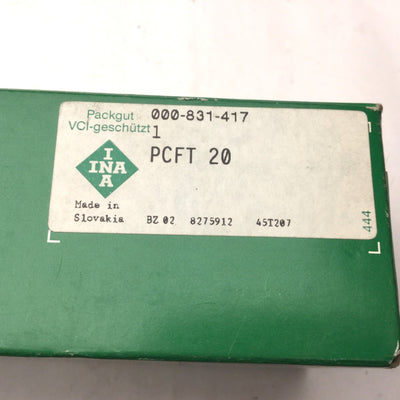 Packgut 000-831-417
VCI-geschützt 1
I
INA
A
PCFT 20
Made in
Slovakia BZ 02 8275912 45T207
444